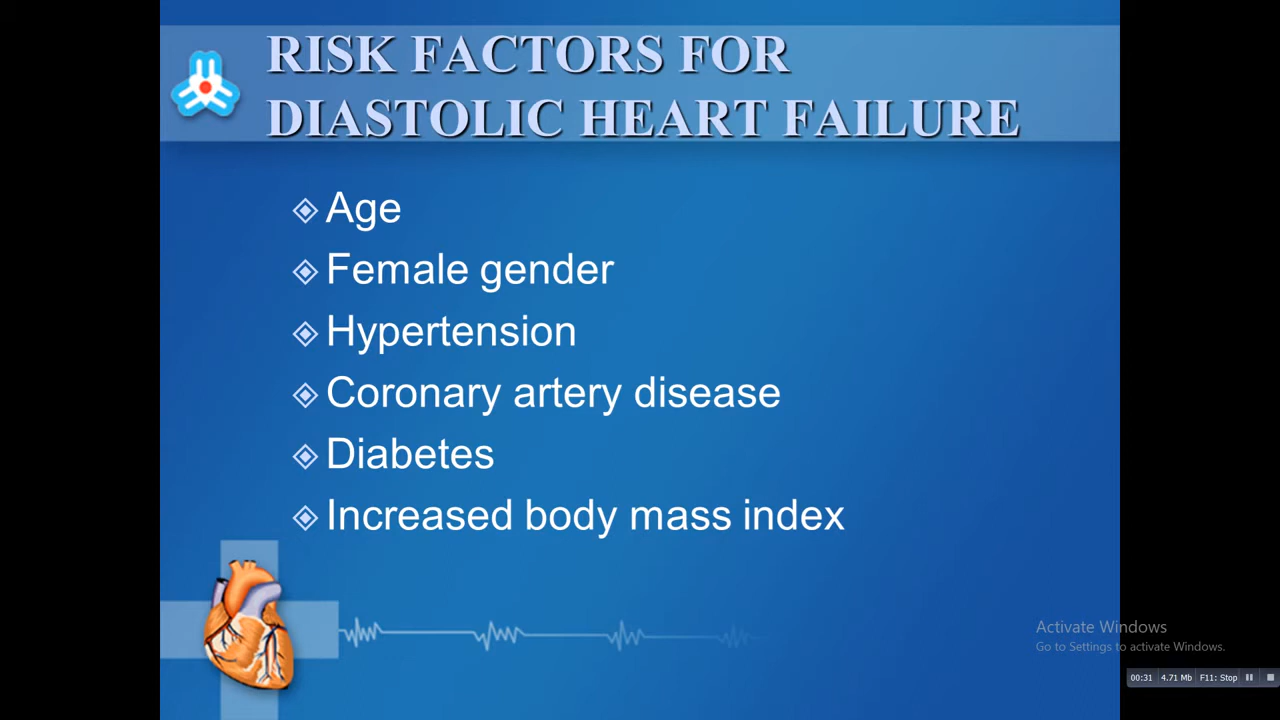 RISK FACTORS FOR
DIASTOLIC HEART FAILURE
Age
Female gender
Hypertension
Coronary artery disease
Diabetes
Increased body mass index
Activate Windows
Go to Settings to activate Windows.
00:31 4.71 Mb F11: Stop